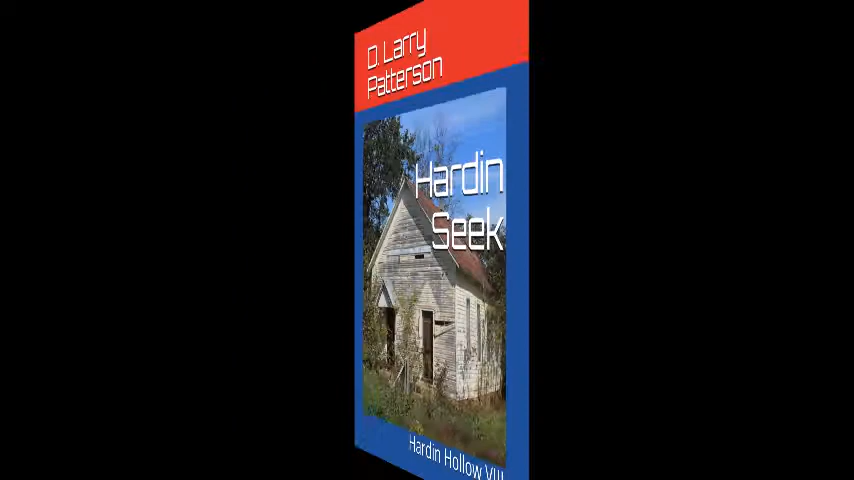 D. Larry
Patterson
Hardin
Seek
Hardin Hollow VIII